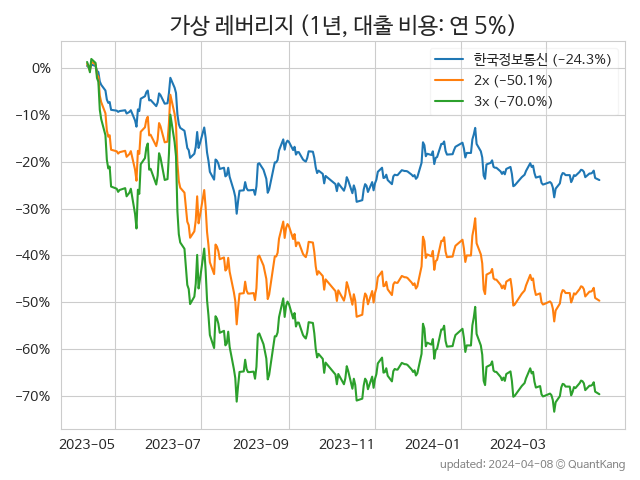 가상 레버리지 (1년, 대출 비용: 연 5%)
한국정보통신 (-24.3%)
2x (-50.1%)
3x (-70.0%)
0%
-10%
-20%
-30%
-40%
-50%
-60%
-70%
2023-05 2023-07 2023-09 2023-11 2024-01 2024-03
updated: 2024-04-08 © QuantKang